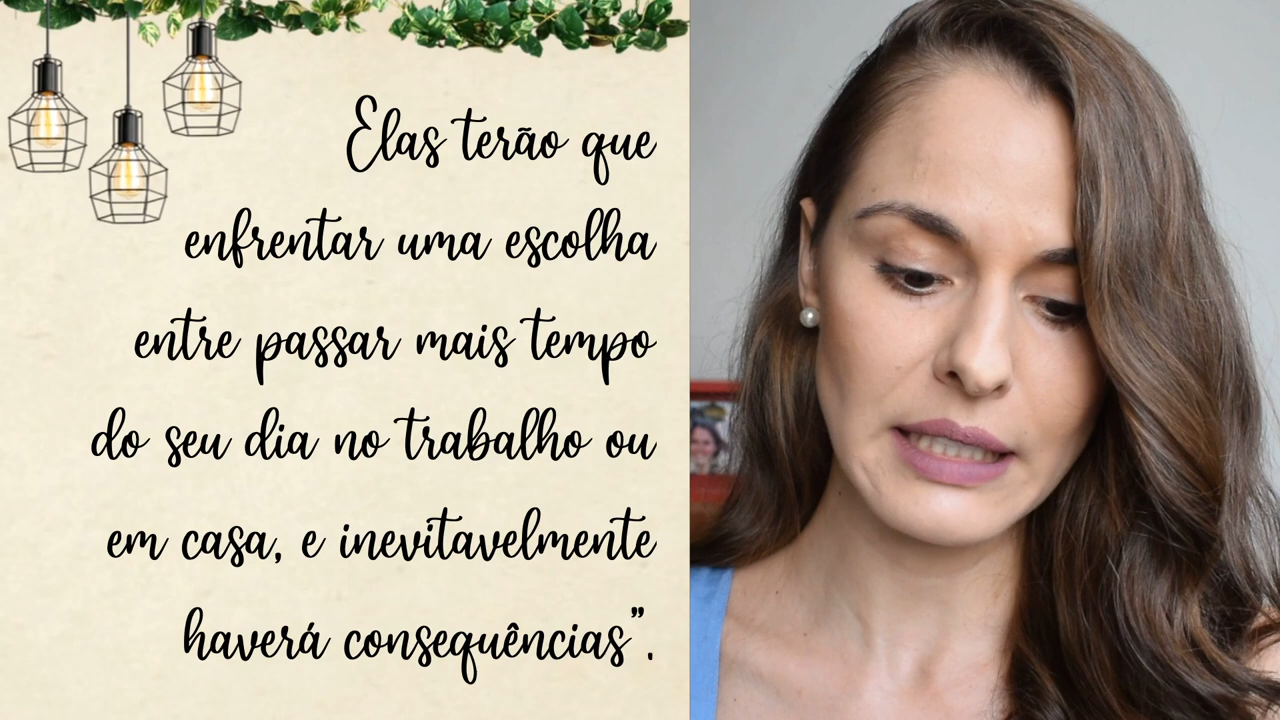 Elas terão que
enfrentar uma escolha
entre passar mais tempo
do seu dia no trabalho ou
em casa, e inevitavelmente
haverá consequências”.